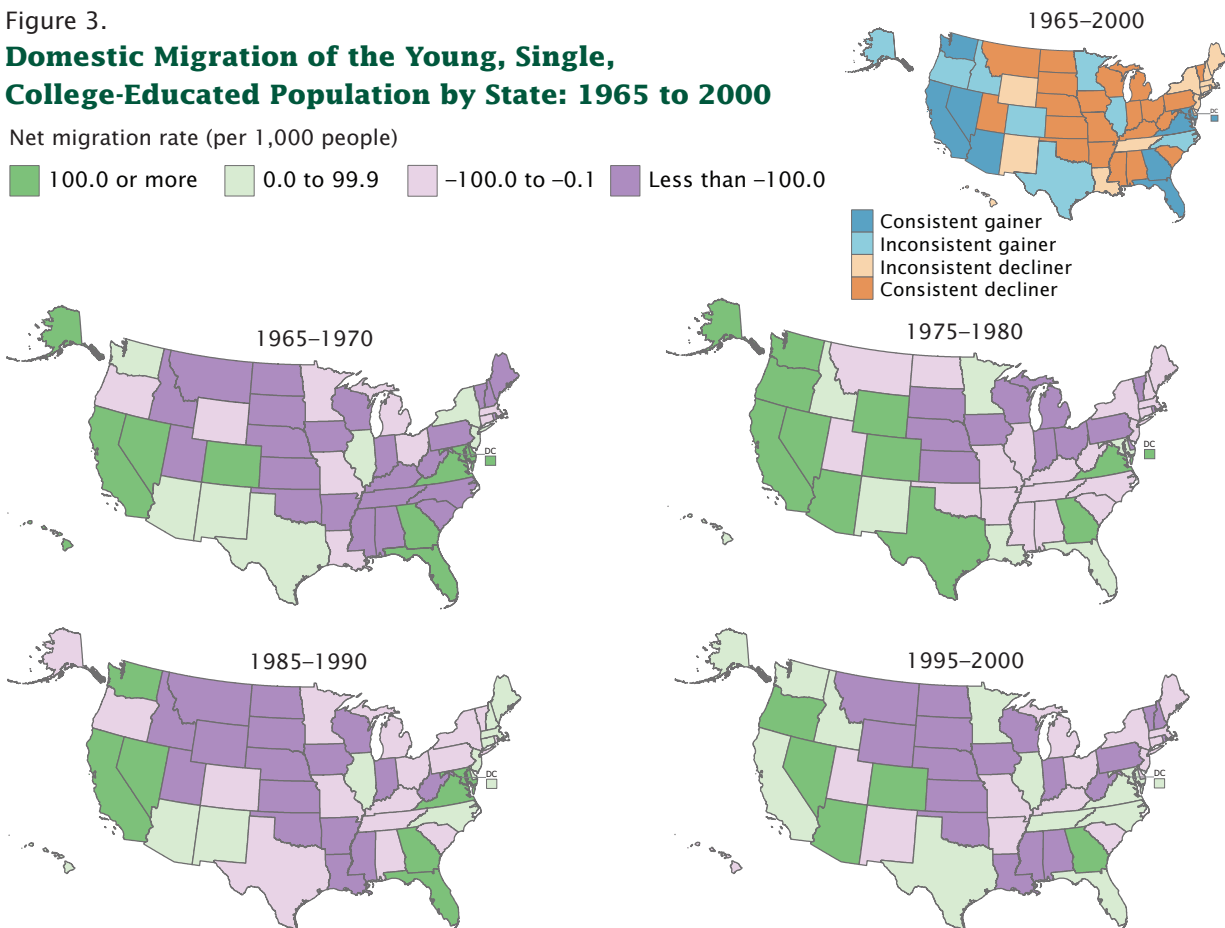 Figure 3.
Domestic Migration of the Young, Single,
College-Educated Population by State: 1965 to 2000
Net migration rate (per 1,000 people)
100.0 or more
0.0 to 99.9
–100.0 to –0.1
Less than –100.0
1965–2000
Consistent gainer
Inconsistent gainer
Inconsistent decliner
Consistent decliner
1965–1970
DC
1975–1980
DC
1985–1990
DC
1995–2000
DC